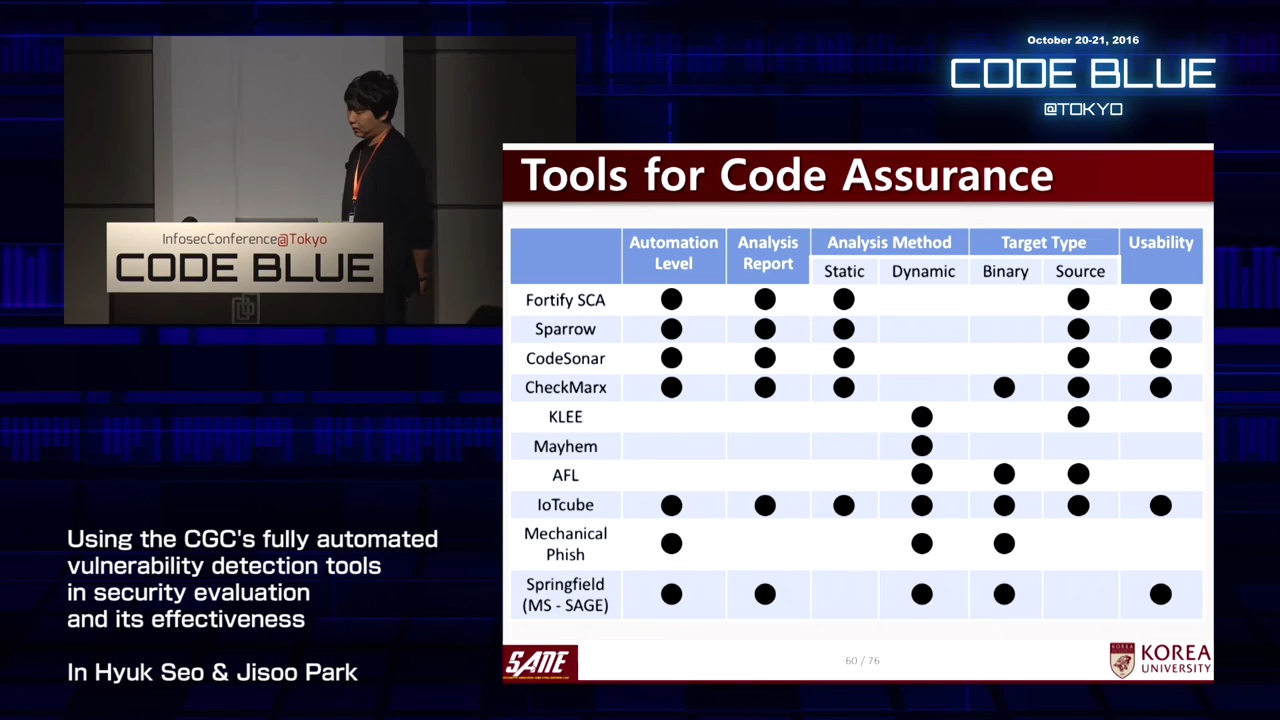 October 20-21, 2016
CODE BLUE
@TOKYO
InfosecConference@Tokyo
CODE BLUE
Tools for Code Assurance
Automation Level
Analysis Report
Analysis Method
Target Type
Usability
Static
Dynamic
Binary
Source
Fortify SCA
Sparrow
CodeSonar
CheckMarx
KLEE
Mayhem
AFL
IoTcube
Mechanical
Phish
Springfield
(MS - SAGE)
Using the CGC's fully automated
vulnerability detection tools
in security evaluation
and its effectiveness
In Hyuk Seo & Jisoo Park
SANE
60 / 76
KOREA
UNIVERSITY